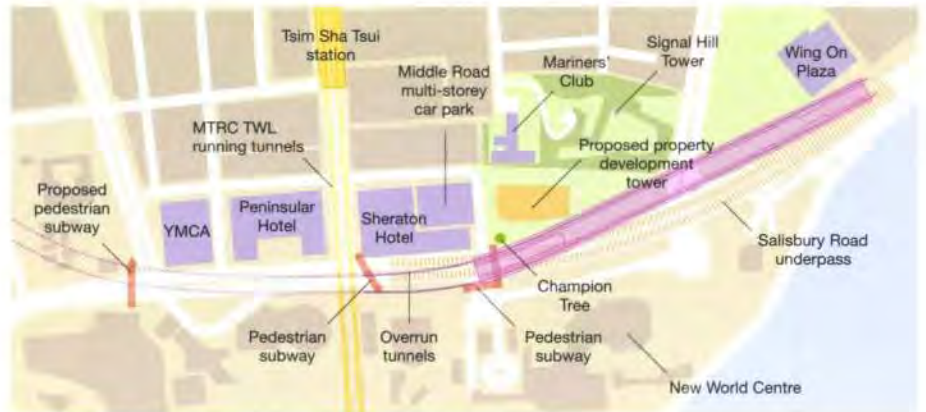 Tsim Sha Tsui
station
Signal Hill
Tower
Wing On
Plaza
Mariners'
Club
Middle Road
multi-storey
car park
MTRC TWL
running tunnels
Proposed property
development
tower
Proposed
pedestrian
subway
YMCA
Peninsular
Hotel
Sheraton
Hotel
Salisbury Road
underpass
Champion
Tree
Pedestrian
subway
Overrun
tunnels
Pedestrian
subway
New World Centre